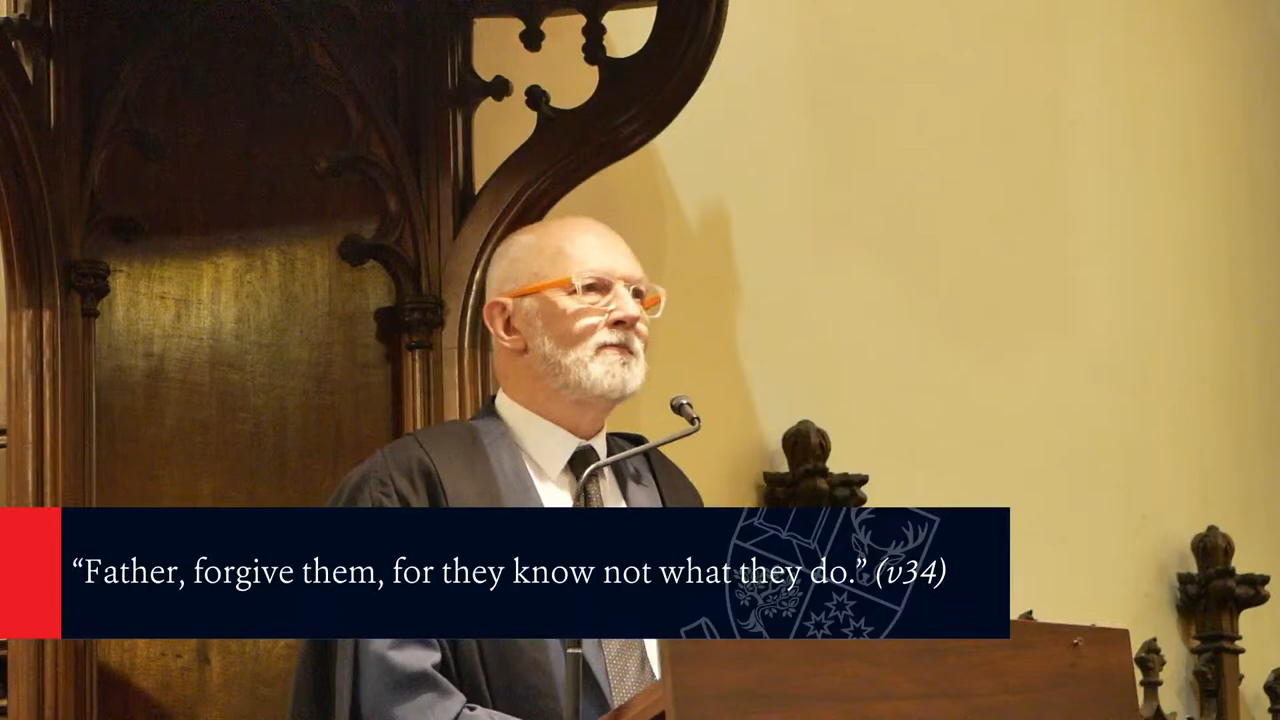 “Father, forgive them, for they know not what they do.” (v34)